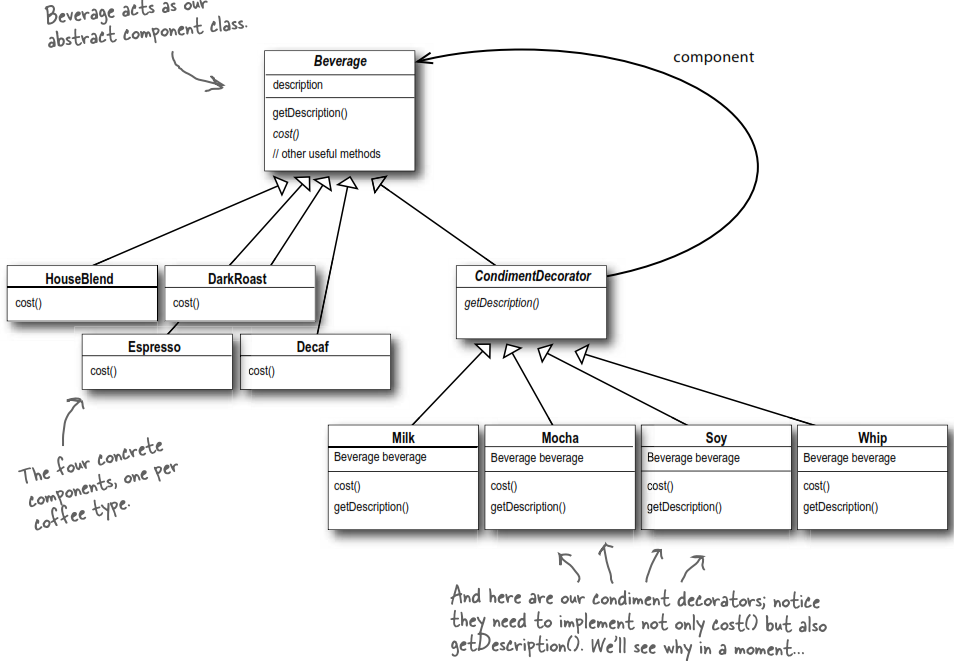 Beverage acts as our
abstract component class.
component
Beverage
description
getDescription()
cost()
// other useful methods
HouseBlend
cost()
DarkRoast
cost()
CondimentDecorator
getDescription()
Espresso
cost()
Decaf
cost()
The four concrete
components, one per
coffee type.
Milk
Beverage beverage
cost()
getDescription()
Mocha
Beverage beverage
cost()
getDescription()
Soy
Beverage beverage
cost()
getDescription()
Whip
Beverage beverage
cost()
getDescription()
And here are our condiment decorators; notice
they need to implement not only cost() but also
getDescription(). We'll see why in a moment...